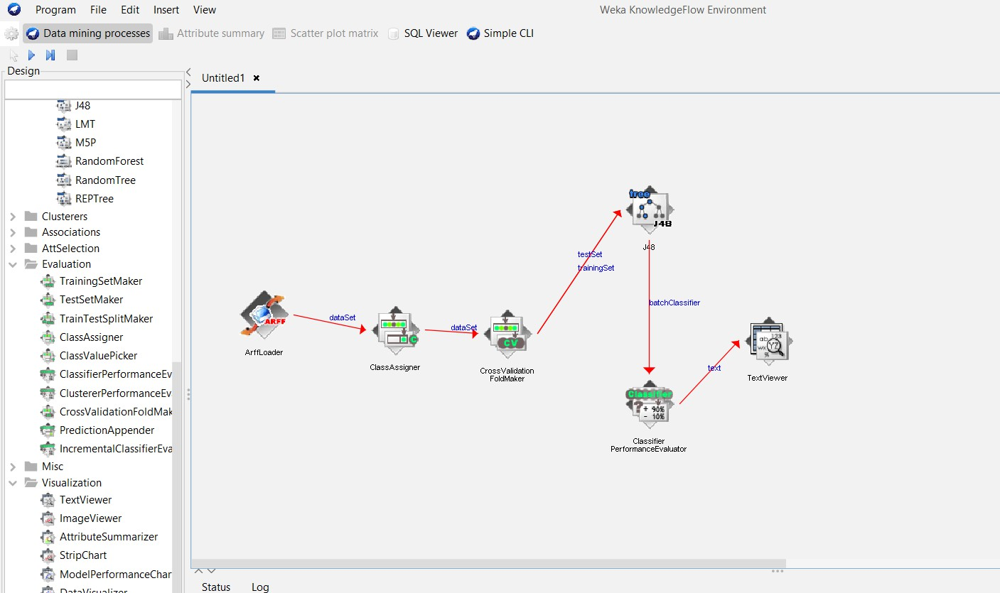 Program File Edit Insert View Weka KnowledgeFlow Environment
Data mining processes Attribute summary Scatter plot matrix SQL Viewer Simple CLI
Design
Untitled1
J48
LMT
M5P
RandomForest
RandomTree
REPTree
Clusterers
Associations
AttSelection
Evaluation
TrainingSetMaker
TestSetMaker
TrainTestSplitMaker
ClassAssigner
ClassValuePicker
ClassifierPerformanceEv
ClustererPerformanceEv
CrossValidationFoldMak
PredictionAppender
IncrementalClassifierEva
Misc
Visualization
TextViewer
ImageViewer
AttributeSummarizer
StripChart
ModelPerformanceChar
DataVisualizer
ARFF
ArffLoader
dataSet
C
ClassAssigner
dataSet
CV
CrossValidation
FoldMaker
testSet
trainingSet
tree
J48
J48
batchClassifier
Classifier
? + 90%
- 10%
Classifier
PerformanceEvaluator
text
ab 123
wx Y?
%
TextViewer
Status Log